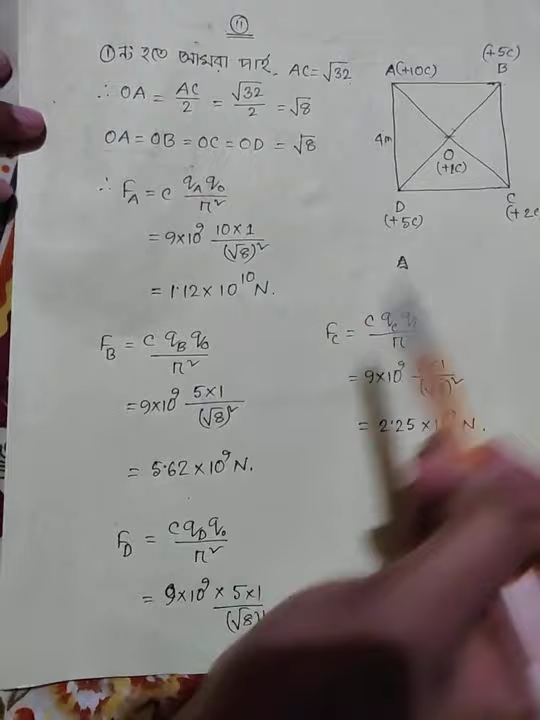 11
① নং হতে আমরা পাই, AC = √32
∴ OA = AC/2 = √32/2 = √8
OA = OB = OC = OD = √8
∴ F_A = C q_A q_0/r²
= 9×10⁹ 10×1/(√8)²
= 1.12 × 10¹⁰ N.
F_B = C q_B q_0/r²
= 9×10⁹ 5×1/(√8)²
= 5.62 × 10⁹ N.
F_D = C q_D q_0/r²
= 9×10⁹ × 5×1/(√8)
A(+10C)
(+5C)
B
4m
O
(+1C)
D
(+5C)
C
(+2C
A
F_C = C q_C
= 9×10⁹
= 2.25 × N.